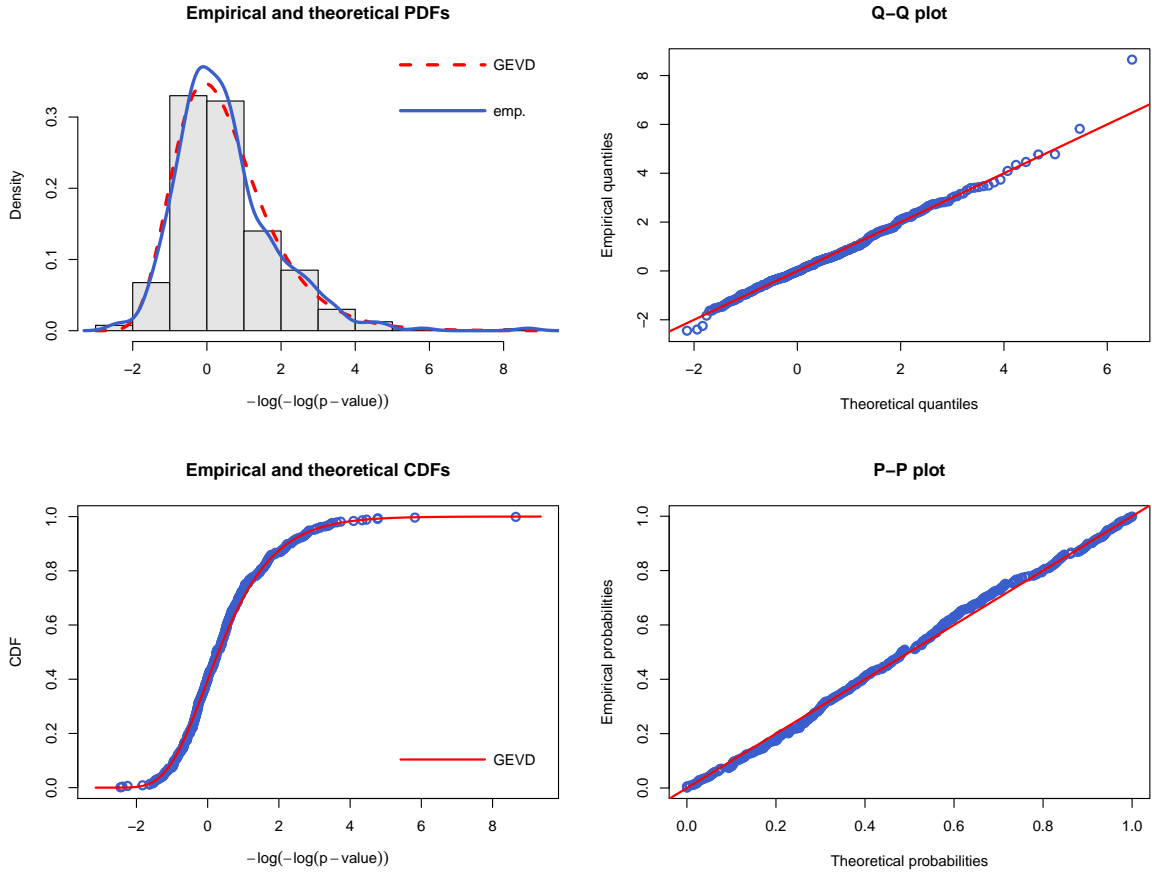 Empirical and theoretical PDFs
GEVD
emp.
Density
0.0 0.1 0.2 0.3
−2 0 2 4 6 8
−log(−log(p−value))
Q−Q plot
Empirical quantiles
−2 0 2 4 6 8
−2 0 2 4 6
Theoretical quantiles
Empirical and theoretical CDFs
CDF
0.0 0.2 0.4 0.6 0.8 1.0
GEVD
−2 0 2 4 6 8
−log(−log(p−value))
P−P plot
Empirical probabilities
0.0 0.2 0.4 0.6 0.8 1.0
0.0 0.2 0.4 0.6 0.8 1.0
Theoretical probabilities